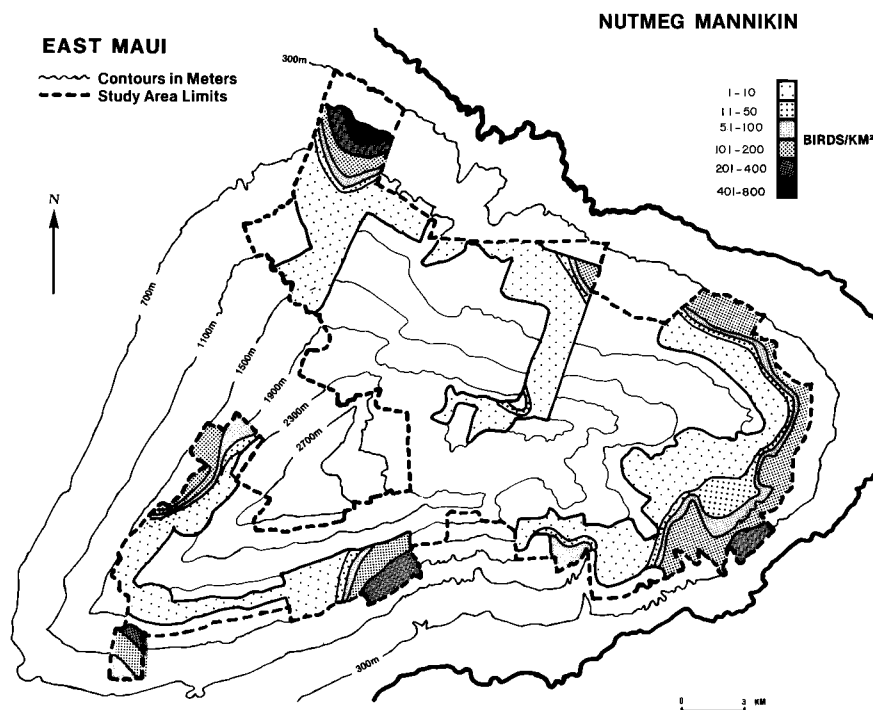 NUTMEG MANNIKIN
EAST MAUI
Contours in Meters
Study Area Limits
300m
1-10
11-50
51-100
101-200
201-400
401-800
BIRDS/KM²
N
700m
1100m
1500m
1900m
2300m
2700m
300m
0 3 KM